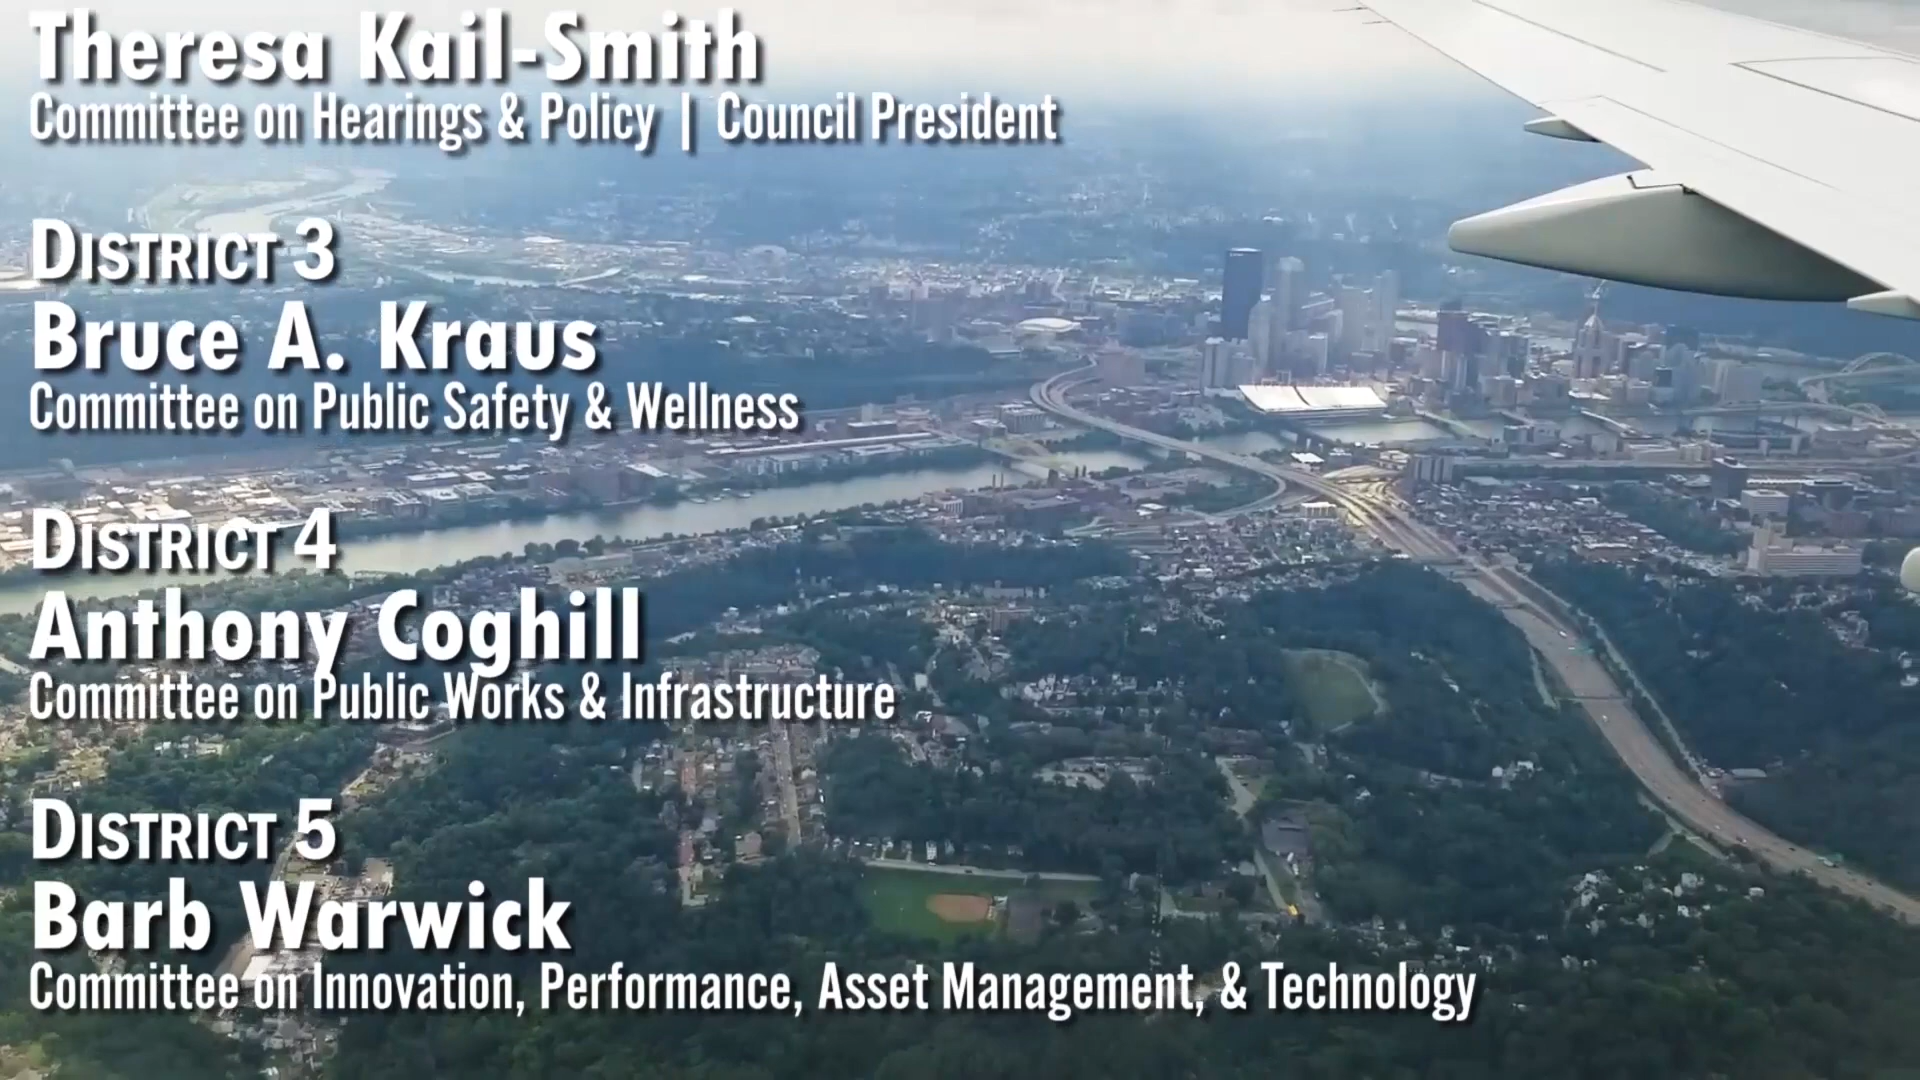 Theresa Kail-Smith
Committee on Hearings & Policy | Council President
DISTRICT 3
Bruce A. Kraus
Committee on Public Safety & Wellness
DISTRICT 4
Anthony Coghill
Committee on Public Works & Infrastructure
DISTRICT 5
Barb Warwick
Committee on Innovation, Performance, Asset Management, & Technology